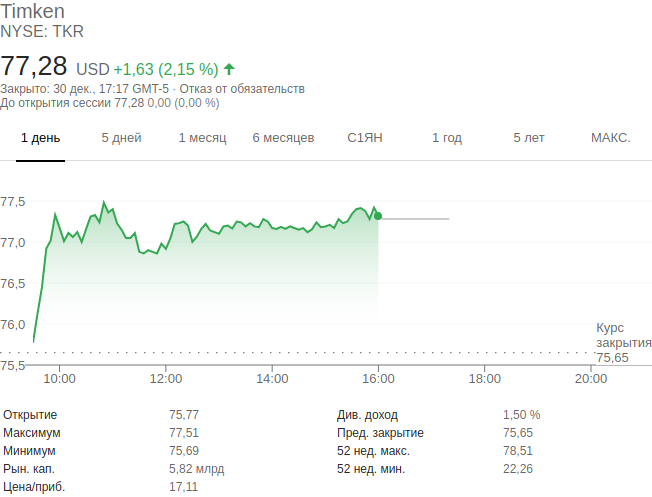 Timken
NYSE: TKR
77,28 USD +1,63 (2,15 %)
Закрыто: 30 дек., 17:17 GMT-5 · Отказ от обязательств
До открытия сессии 77,28 0,00 (0,00 %)
1 день 5 дней 1 месяц 6 месяцев С1ЯН 1 год 5 лет МАКС.
77,5
77,0
76,5
76,0
Курс
закрытия
75,65
75,5
10:00 12:00 14:00 16:00 18:00 20:00
Открытие 75,77 Див. доход 1,50 %
Максимум 77,51 Пред. закрытие 75,65
Минимум 75,69 52 нед. макс. 78,51
Рын. кап. 5,82 млрд 52 нед. мин. 22,26
Цена/приб. 17,11